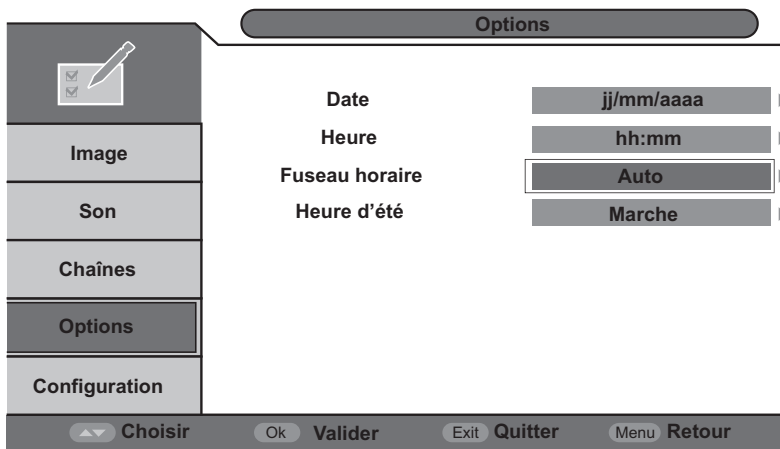 Options
Date jj/mm/aaaa
Heure hh:mm
Fuseau horaire Auto
Heure d'été Marche
Image
Son
Chaînes
Options
Configuration
Choisir Ok Valider Exit Quitter Menu Retour